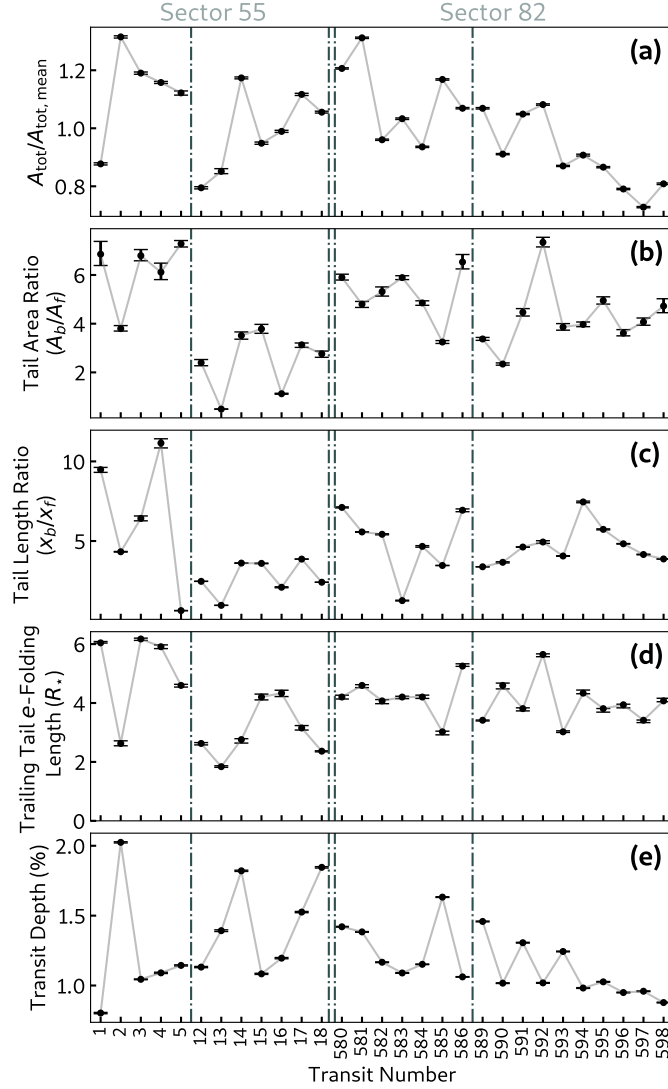 Sector 55 Sector 82
(a)
A_tot/A_tot, mean
1.2
1.0
0.8
(b)
Tail Area Ratio
(A_b/A_f)
6
4
2
(c)
Tail Length Ratio
(x_b/x_f)
10
5
(d)
Trailing Tail e-Folding
Length (R⋆)
6
4
2
0
(e)
Transit Depth (%)
2.0
1.5
1.0
1 2 3 4 5 12 13 14 15 16 17 18 580 581 582 583 584 585 586 589 590 591 592 593 594 595 596 597 598
Transit Number